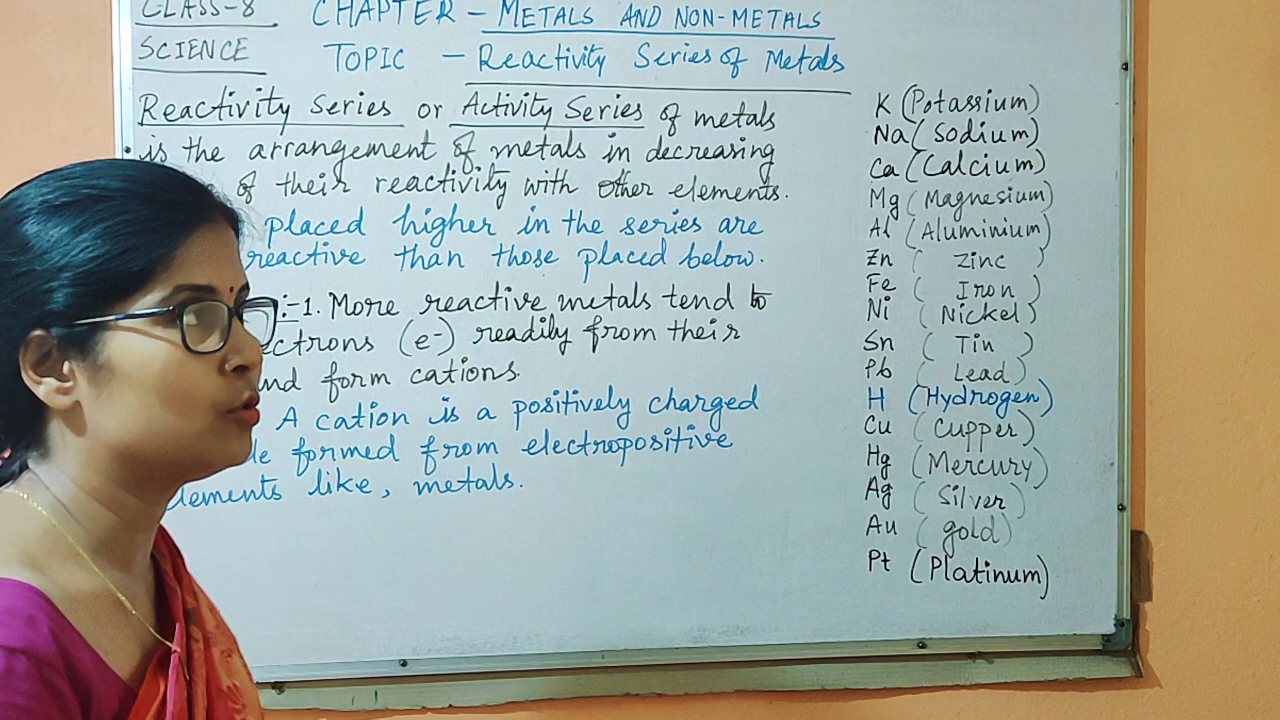 CLASS-8
SCIENCE
CHAPTER - METALS AND NON-METALS
TOPIC - Reactivity Series of Metals
Reactivity Series or Activity Series of metals
is the arrangement of metals in decreasing
of their reactivity with other elements.
placed higher in the series are
reactive than those placed below.
:-1. More reactive metals tend to
ectrons (e-) readily from their
nd form cations.
A cation is a positively charged
le formed from electropositive
lements like, metals.
K (Potassium)
Na (Sodium)
Ca (Calcium)
Mg (Magnesium)
Al (Aluminium)
Zn (Zinc)
Fe (Iron)
Ni (Nickel)
Sn (Tin)
Pb (Lead)
H (Hydrogen)
Cu (Cupper)
Hg (Mercury)
Ag (Silver)
Au (gold)
Pt (Platinum)